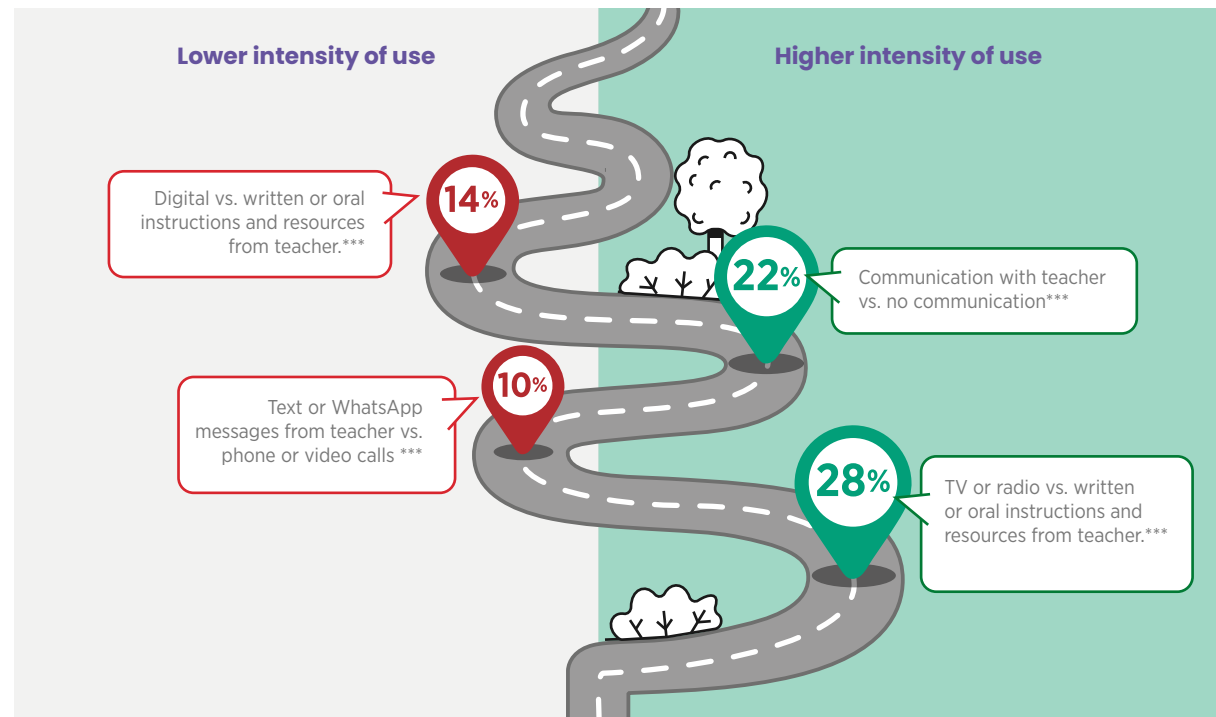 Lower intensity of use
Higher intensity of use
14%
Digital vs. written or oral
instructions and resources
from teacher.***
22%
Communication with teacher
vs. no communication***
10%
Text or WhatsApp
messages from teacher vs.
phone or video calls ***
28%
TV or radio vs. written
or oral instructions and
resources from teacher.***